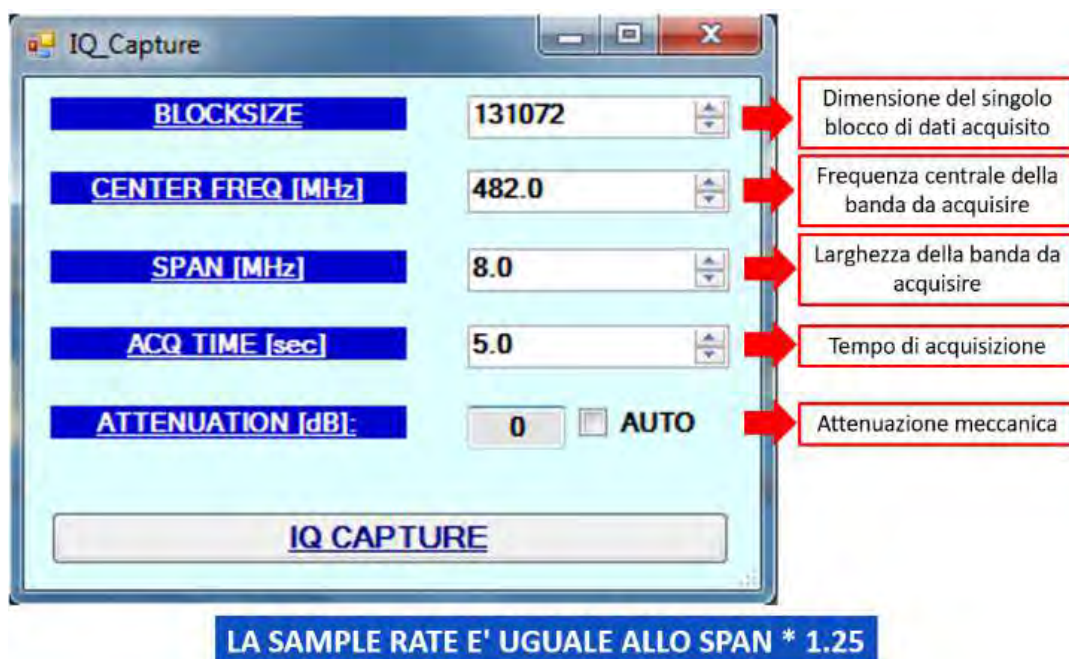 IQ_Capture
BLOCKSIZE
131072
Dimensione del singolo
blocco di dati acquisito
CENTER FREQ [MHz]
482.0
Frequenza centrale della
banda da acquisire
SPAN [MHz]
8.0
Larghezza della banda da
acquisire
ACQ TIME [sec]
5.0
Tempo di acquisizione
ATTENUATION [dB]:
0
AUTO
Attenuazione meccanica
IQ CAPTURE
LA SAMPLE RATE E' UGUALE ALLO SPAN * 1.25